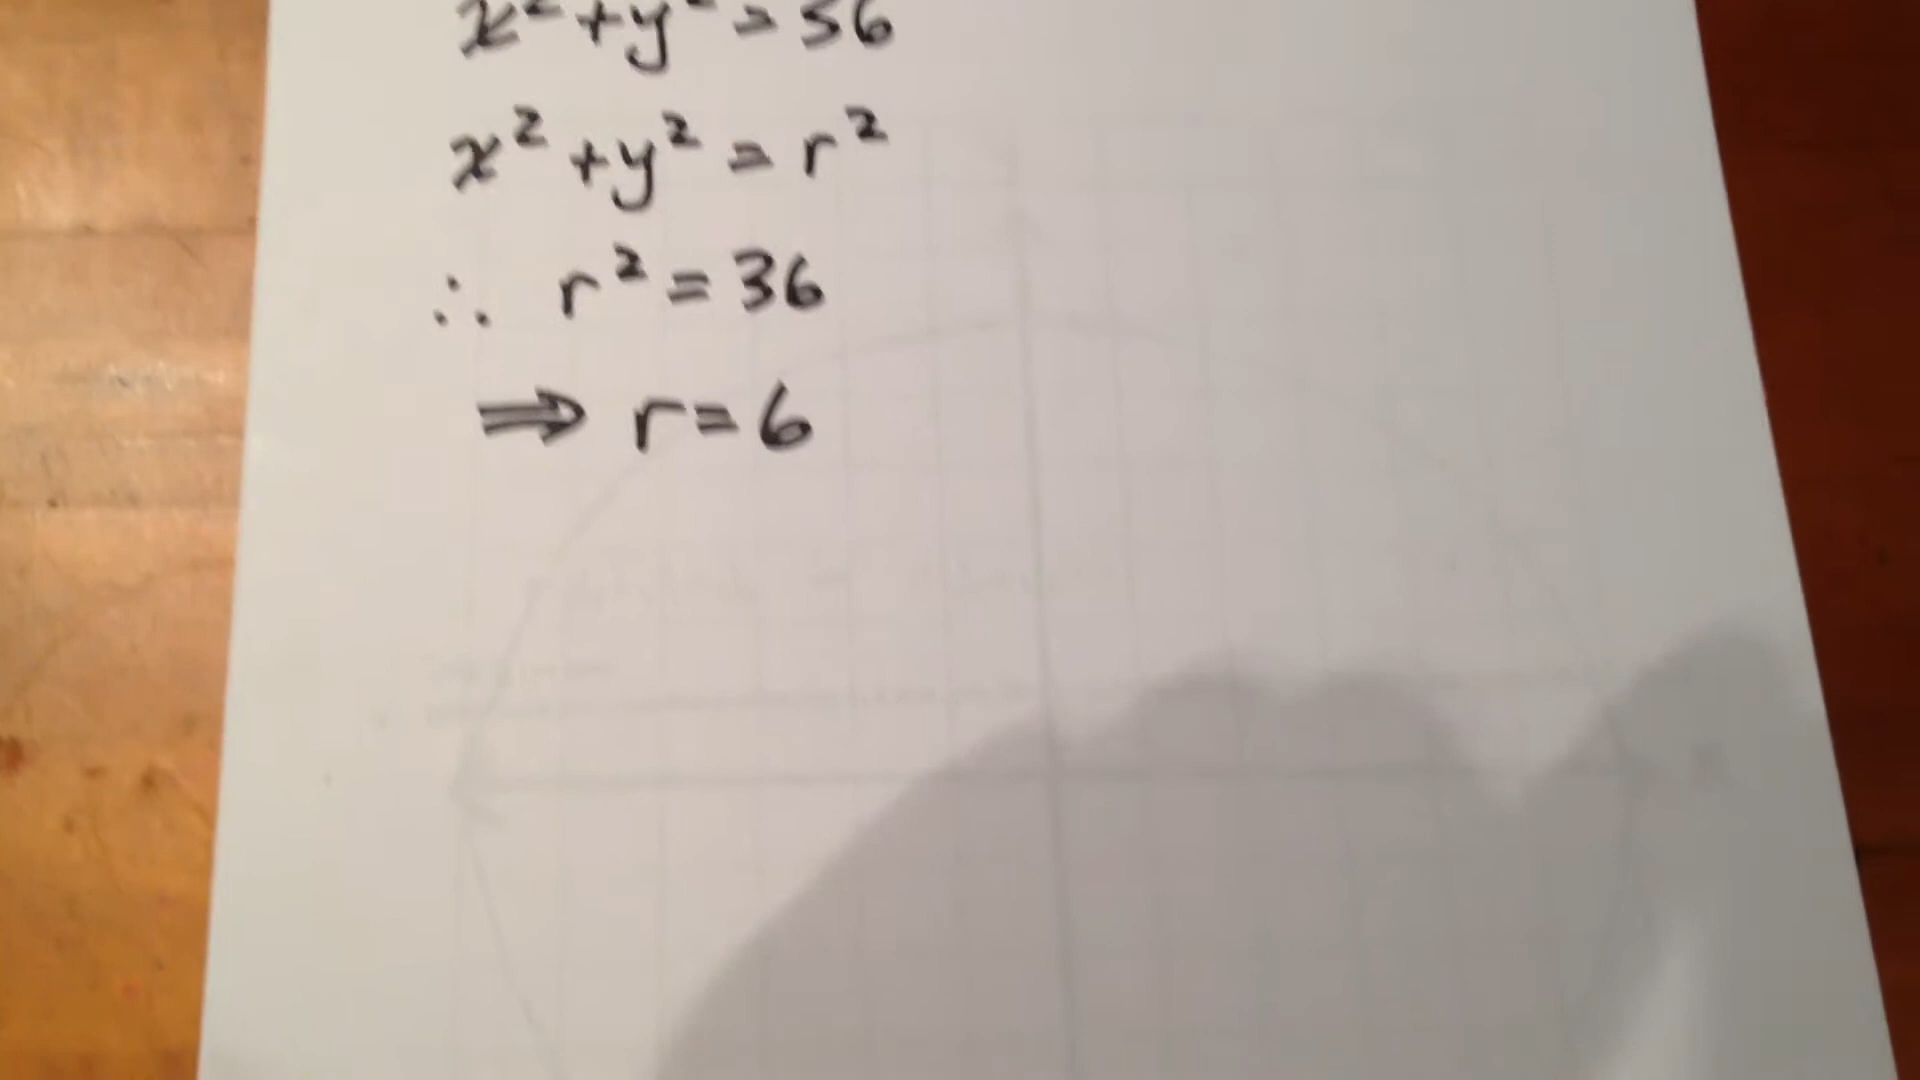 x² + y² = 36
x² + y² = r²
∴ r² = 36
⇒ r = 6